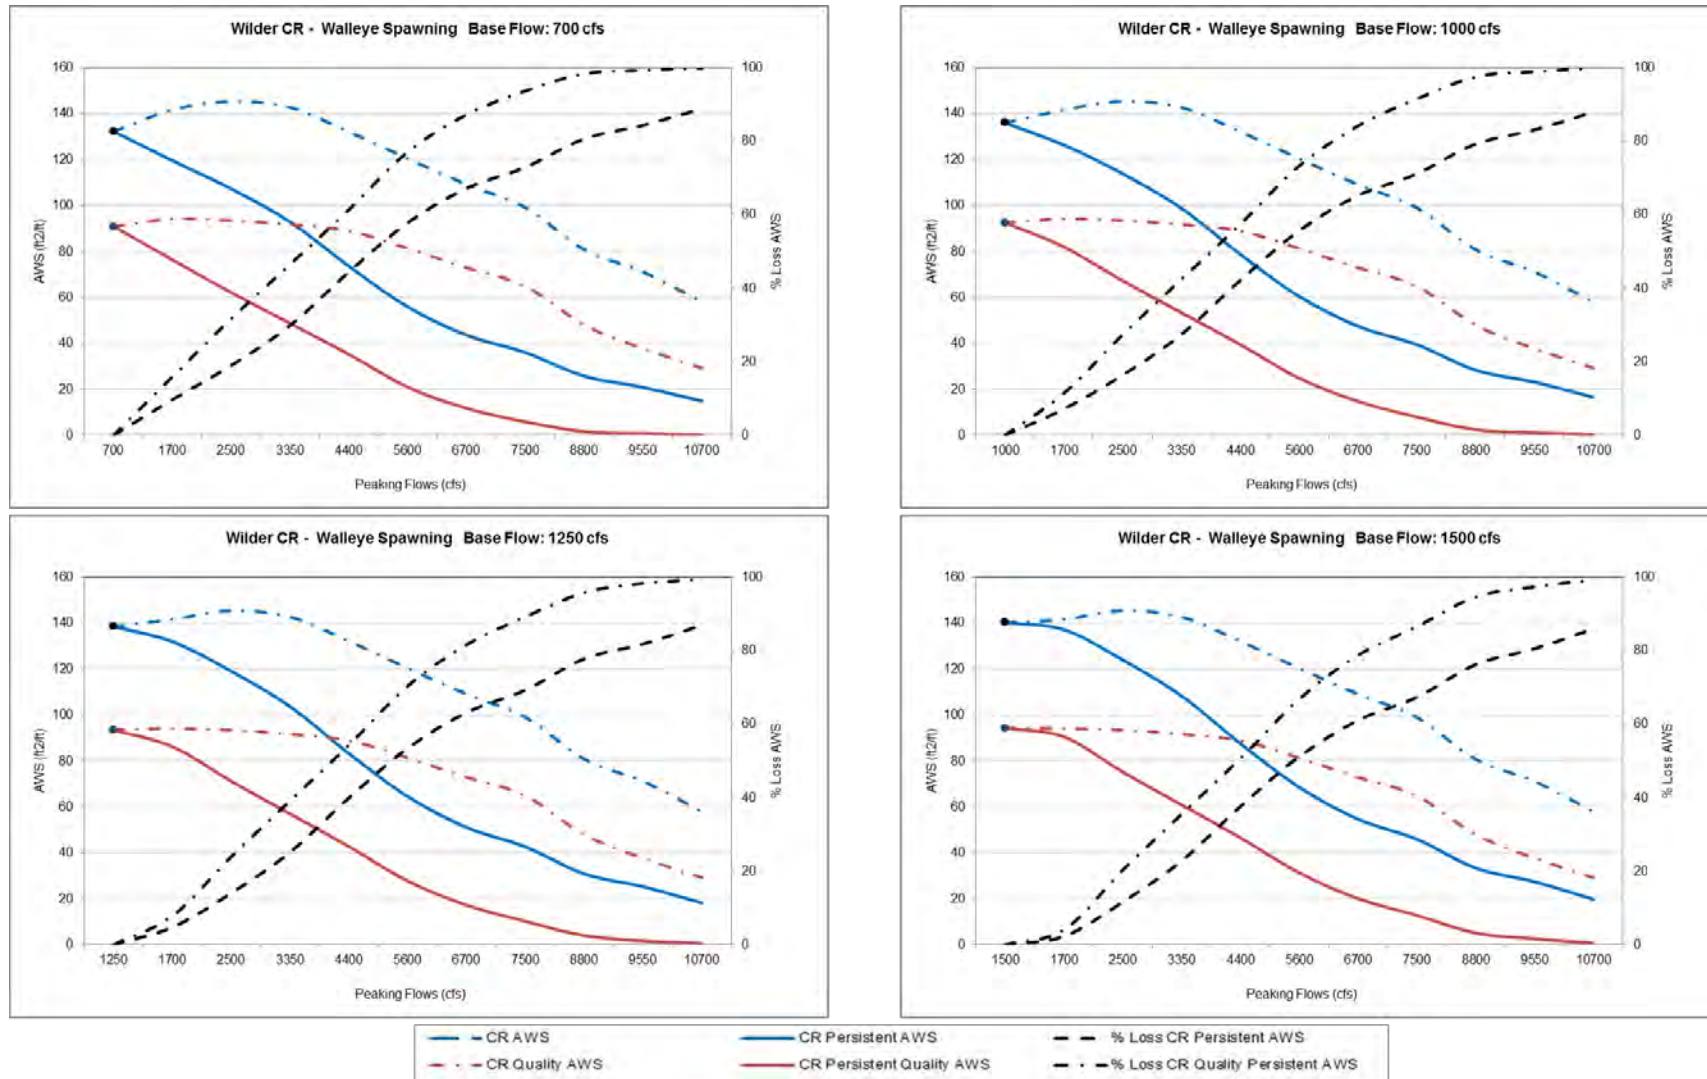 Wilder CR - Walleye Spawning Base Flow: 700 cfs
160 140 120 100 80 60 40 20 0
AWS (ft2/ft)
100 80 60 40 20 0
% Loss AWS
700 1700 2500 3350 4400 5600 6700 7500 8800 9550 10700
Peaking Flows (cfs)
Wilder CR - Walleye Spawning Base Flow: 1000 cfs
160 140 120 100 80 60 40 20 0
AWS (ft2/ft)
100 80 60 40 20 0
% Loss AWS
1000 1700 2500 3350 4400 5600 6700 7500 8800 9550 10700
Peaking Flows (cfs)
Wilder CR - Walleye Spawning Base Flow: 1250 cfs
160 140 120 100 80 60 40 20 0
AWS (ft2/ft)
100 80 60 40 20 0
% Loss AWS
1250 1700 2500 3350 4400 5600 6700 7500 8800 9550 10700
Peaking Flows (cfs)
Wilder CR - Walleye Spawning Base Flow: 1500 cfs
160 140 120 100 80 60 40 20 0
AWS (ft2/ft)
100 80 60 40 20 0
% Loss AWS
1500 1700 2500 3350 4400 5600 6700 7500 8800 9550 10700
Peaking Flows (cfs)
CR AWS CR Persistent AWS % Loss CR Persistent AWS
CR Quality AWS CR Persistent Quality AWS % Loss CR Quality Persistent AWS